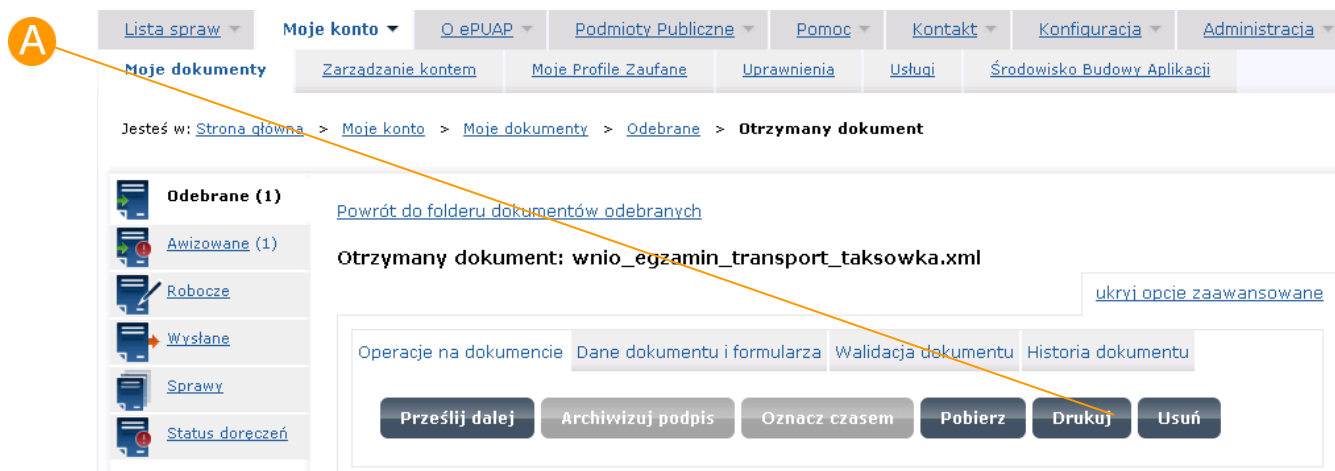 A
Lista spraw Moje konto O ePUAP Podmioty Publiczne Pomoc Kontakt Konfiguracja Administracja
Moje dokumenty Zarządzanie kontem Moje Profile Zaufane Uprawnienia Usługi Środowisko Budowy Aplikacji
Jesteś w: Strona główna > Moje konto > Moje dokumenty > Odebrane > Otrzymany dokument
Odebrane (1)
Awizowane (1)
Robocze
Wysłane
Sprawy
Status doręczeń
Powrót do folderu dokumentów odebranych
Otrzymany dokument: wnio_egzamin_transport_taksowka.xml
ukryj opcje zaawansowane
Operacje na dokumencie Dane dokumentu i formularza Walidacja dokumentu Historia dokumentu
Prześlij dalej Archiwizuj podpis Oznacz czasem Pobierz Drukuj Usuń